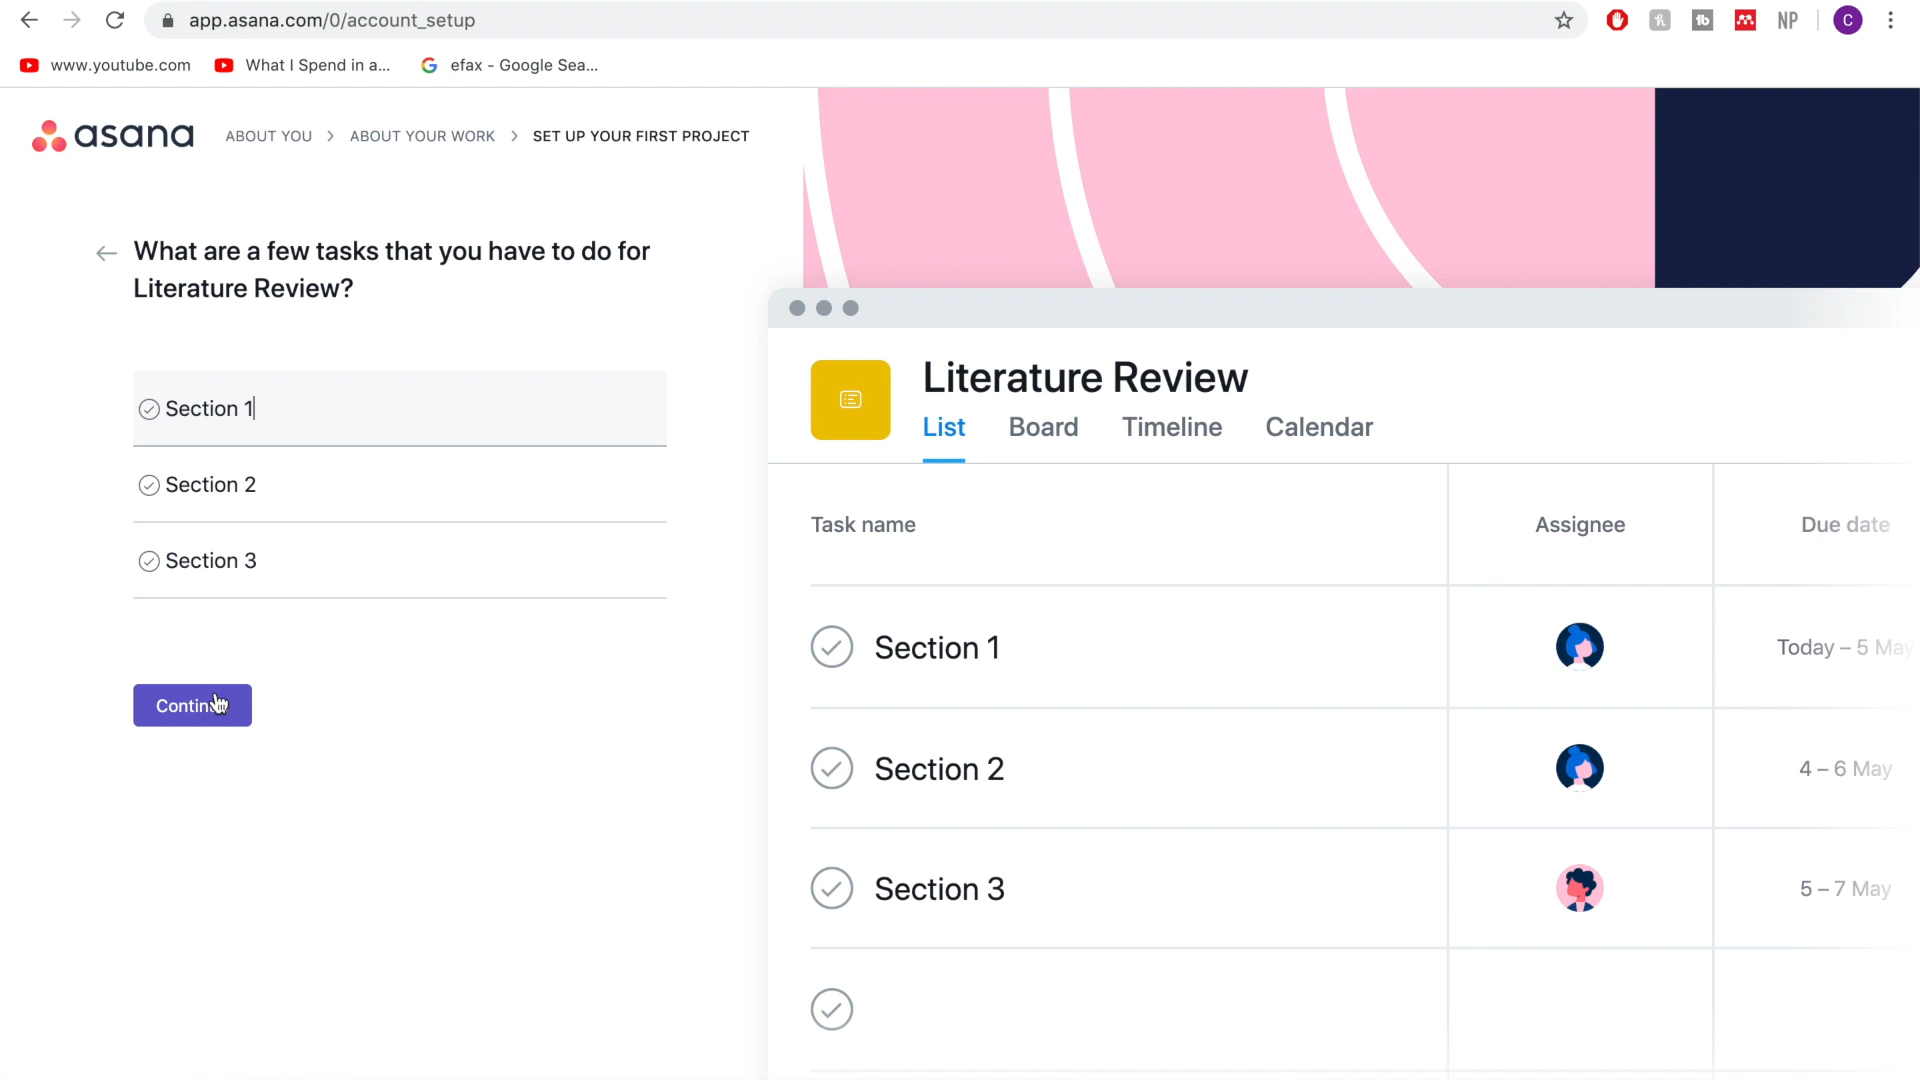 app.asana.com/0/account_setup
NP
C
www.youtube.com
What I Spend in a...
efax - Google Sea...
asana
ABOUT YOU > ABOUT YOUR WORK > SET UP YOUR FIRST PROJECT
What are a few tasks that you have to do for
Literature Review?
Section 1
Section 2
Section 3
Literature Review
List Board Timeline Calendar
Task name Assignee Due date
Section 1 Today – 5 May
Section 2 4 – 6 May
Section 3 5 – 7 May